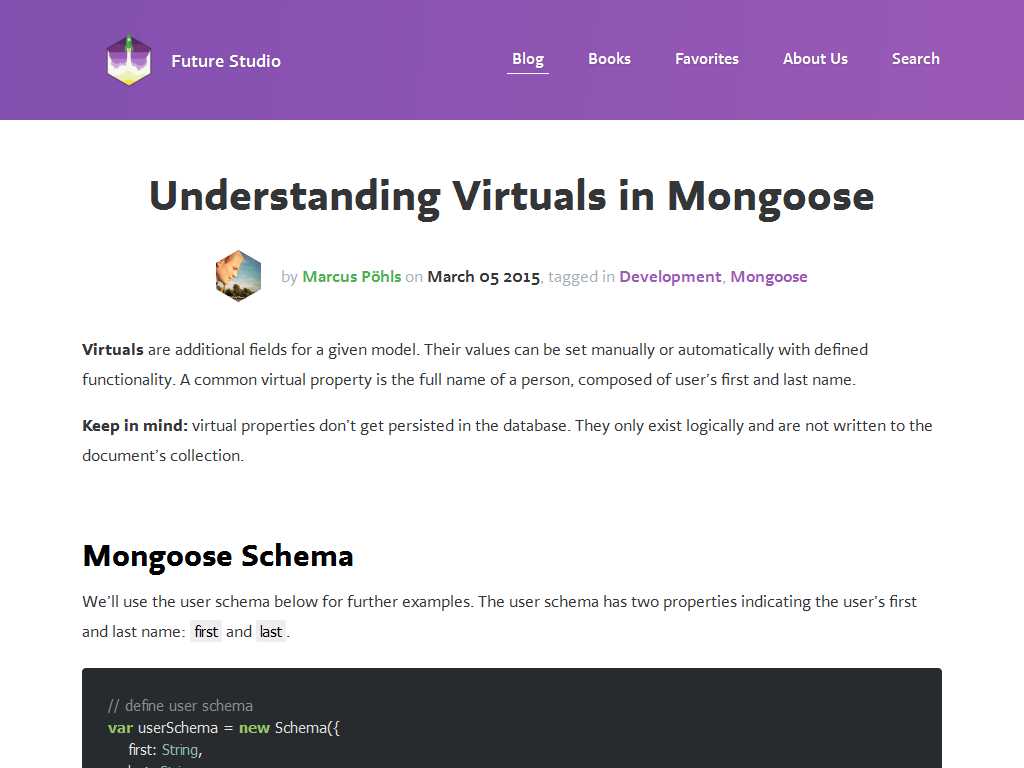 Future Studio
Blog
Books
Favorites
About Us
Search
Understanding Virtuals in Mongoose
by Marcus Pöhls on March 05 2015, tagged in Development, Mongoose
Virtuals are additional fields for a given model. Their values can be set manually or automatically with defined
functionality. A common virtual property is the full name of a person, composed of user's first and last name.
Keep in mind: virtual properties don't get persisted in the database. They only exist logically and are not written to the
document's collection.
Mongoose Schema
We'll use the user schema below for further examples. The user schema has two properties indicating the user's first
and last name: first and last.
// define user schema
var userSchema = new Schema({
first: String,